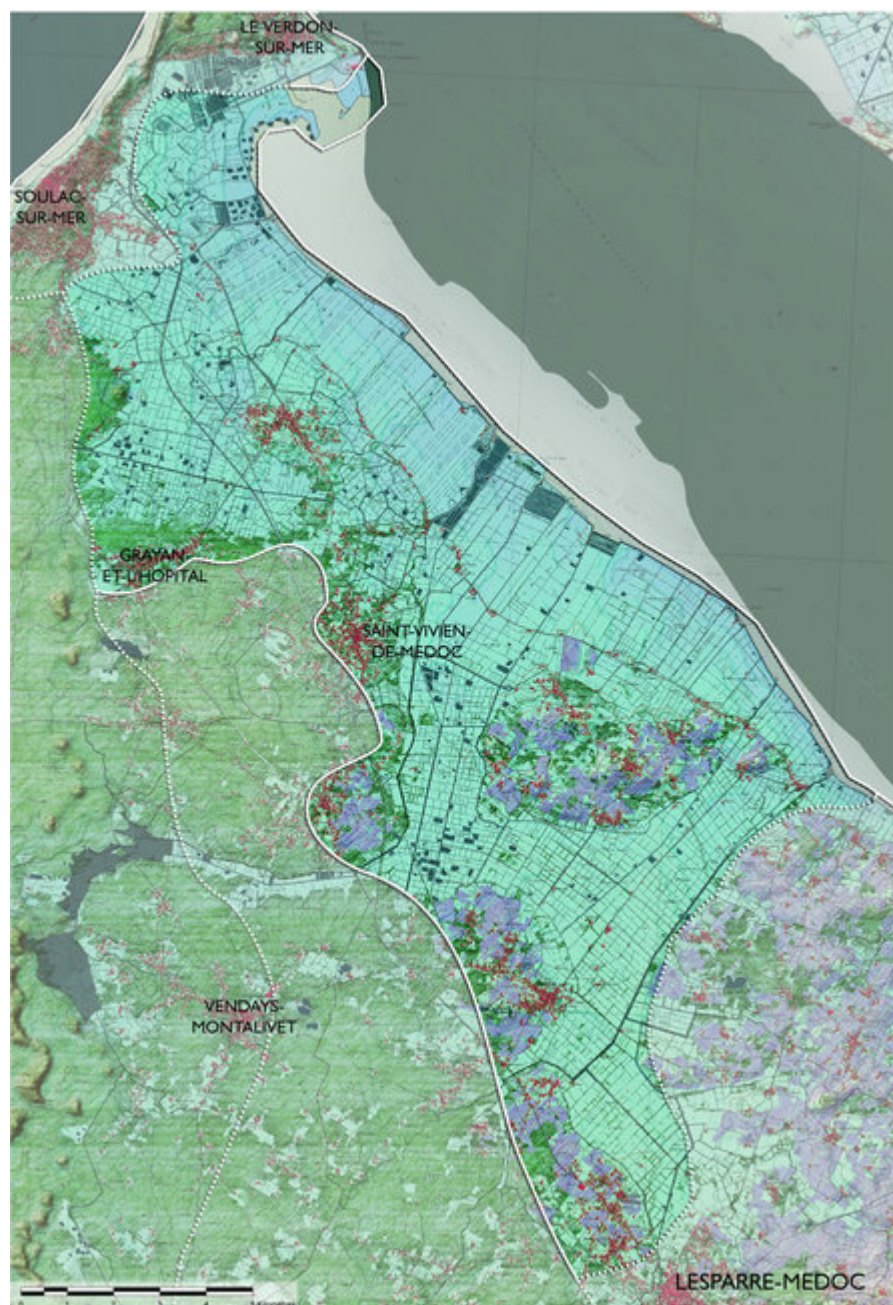 LE VERDON-
SUR-MER
SOULAC-
SUR-MER
GRAYAN-
ET-L'HOPITAL
SAINT-VIVIEN-
DE-MEDOC
VENDAYS-
MONTALIVET
LESPARRE-MEDOC